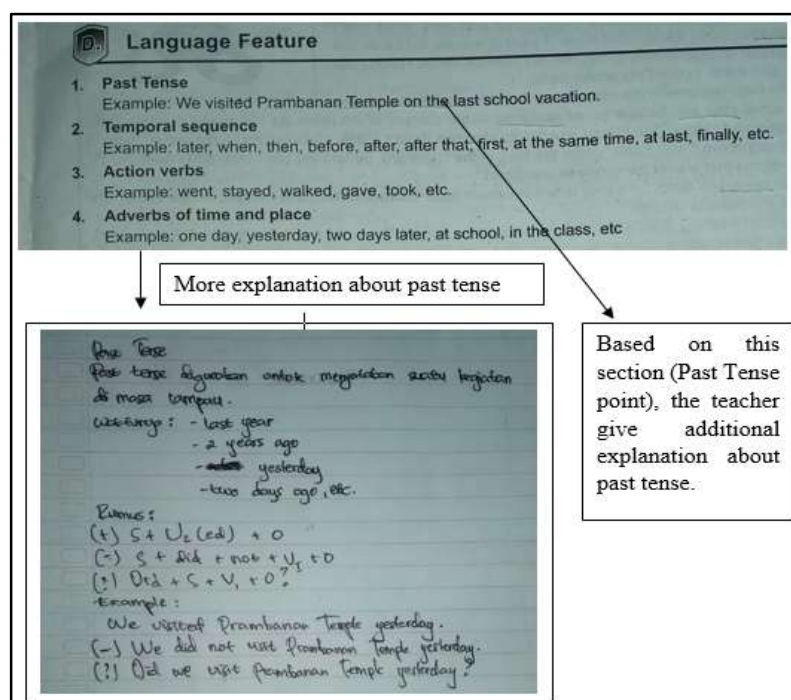 D. Language Feature
1. Past Tense
Example: We visited Prambanan Temple on the last school vacation.
2. Temporal sequence
Example: later, when, then, before, after, after that, first, at the same time, at last, finally, etc.
3. Action verbs
Example: went, stayed, walked, gave, took, etc.
4. Adverbs of time and place
Example: one day, yesterday, two days later, at school, in the class, etc
More explanation about past tense
Past Tense
Past tense digunakan untuk menyatakan suatu kegiatan
di masa lampau.
: - last year
- 2 years ago
- yesterday
- two days ago, etc.
Rumus :
(+) S + V2 (ed) + O
(-) S + did + not + V1 + O
(?) Did + S + V1 + O?
Example :
We visited Prambanan Temple yesterday.
(-) We did not visit Prambanan Temple yesterday.
(?) Did we visit Prambanan Temple yesterday?
Based on this
section (Past Tense
point), the teacher
give additional
explanation about
past tense.